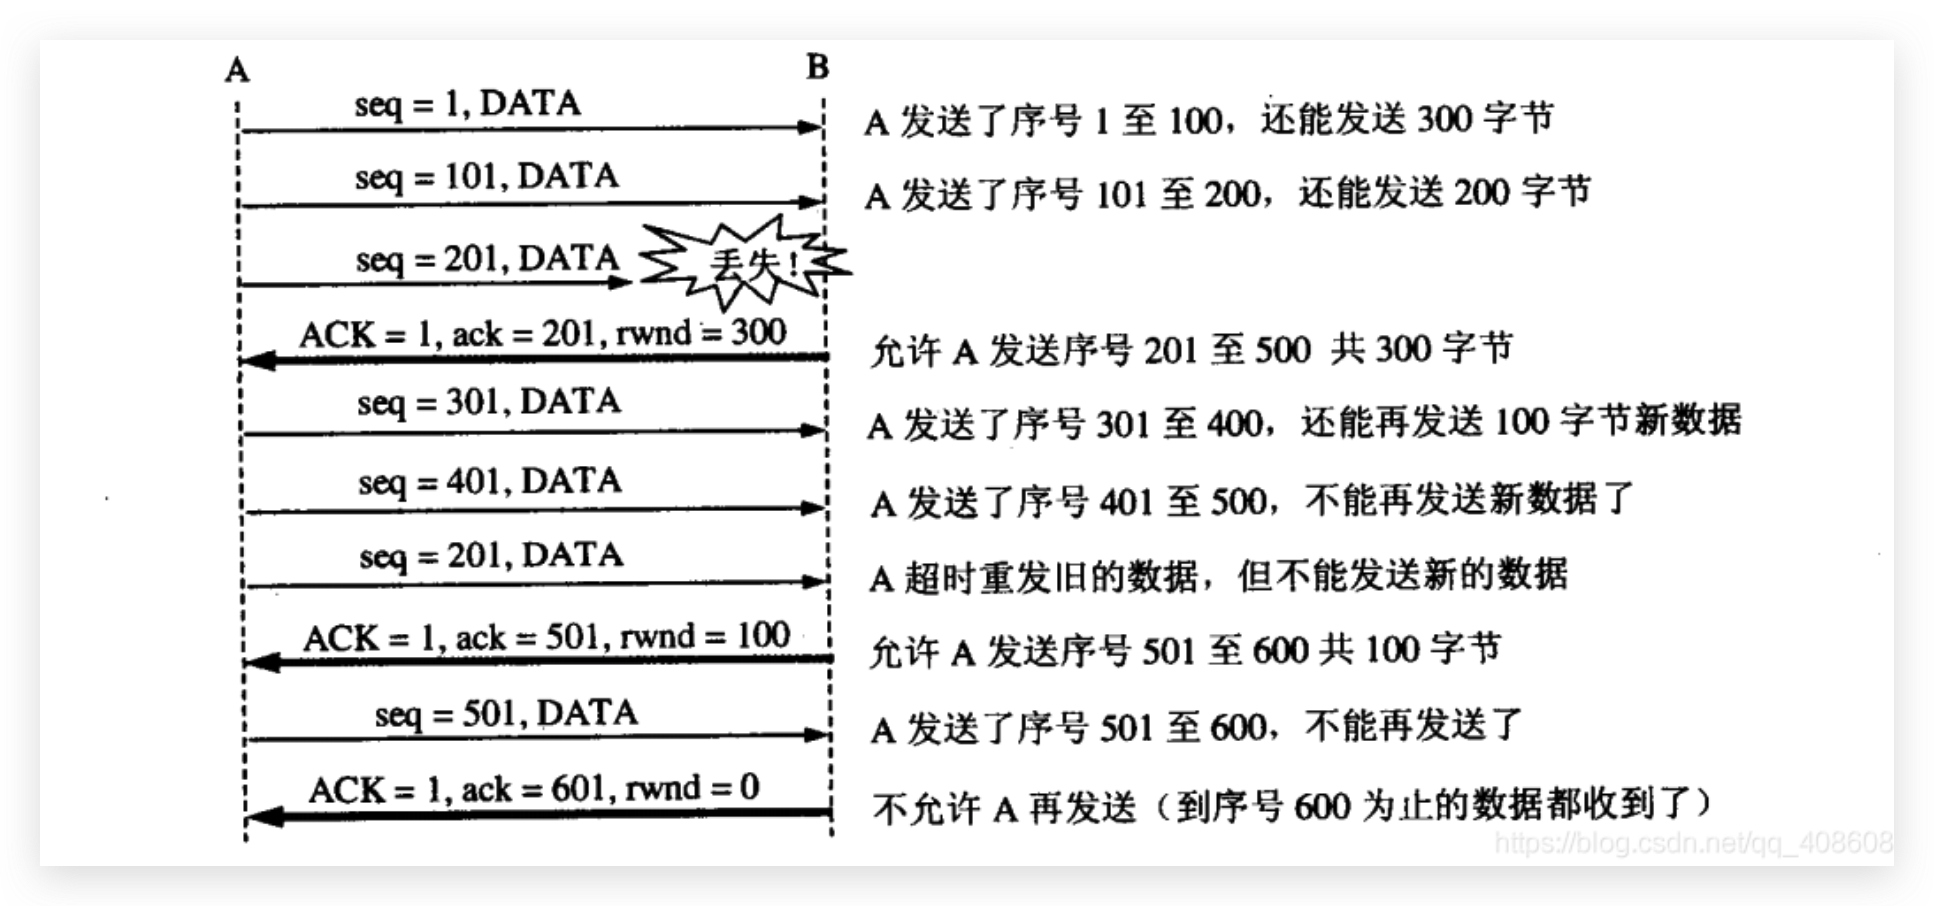 A B
seq = 1, DATA A 发送了序号 1 至 100，还能发送 300 字节
seq = 101, DATA A 发送了序号 101 至 200，还能发送 200 字节
seq = 201, DATA 丢失！
ACK = 1, ack = 201, rwnd = 300 允许 A 发送序号 201 至 500 共 300 字节
seq = 301, DATA A 发送了序号 301 至 400，还能再发送 100 字节新数据
seq = 401, DATA A 发送了序号 401 至 500，不能再发送新数据了
seq = 201, DATA A 超时重发旧的数据，但不能发送新的数据
ACK = 1, ack = 501, rwnd = 100 允许 A 发送序号 501 至 600 共 100 字节
seq = 501, DATA A 发送了序号 501 至 600，不能再发送了
ACK = 1, ack = 601, rwnd = 0 不允许 A 再发送（到序号 600 为止的数据都收到了）
https://blog.csdn.net/qq_408608